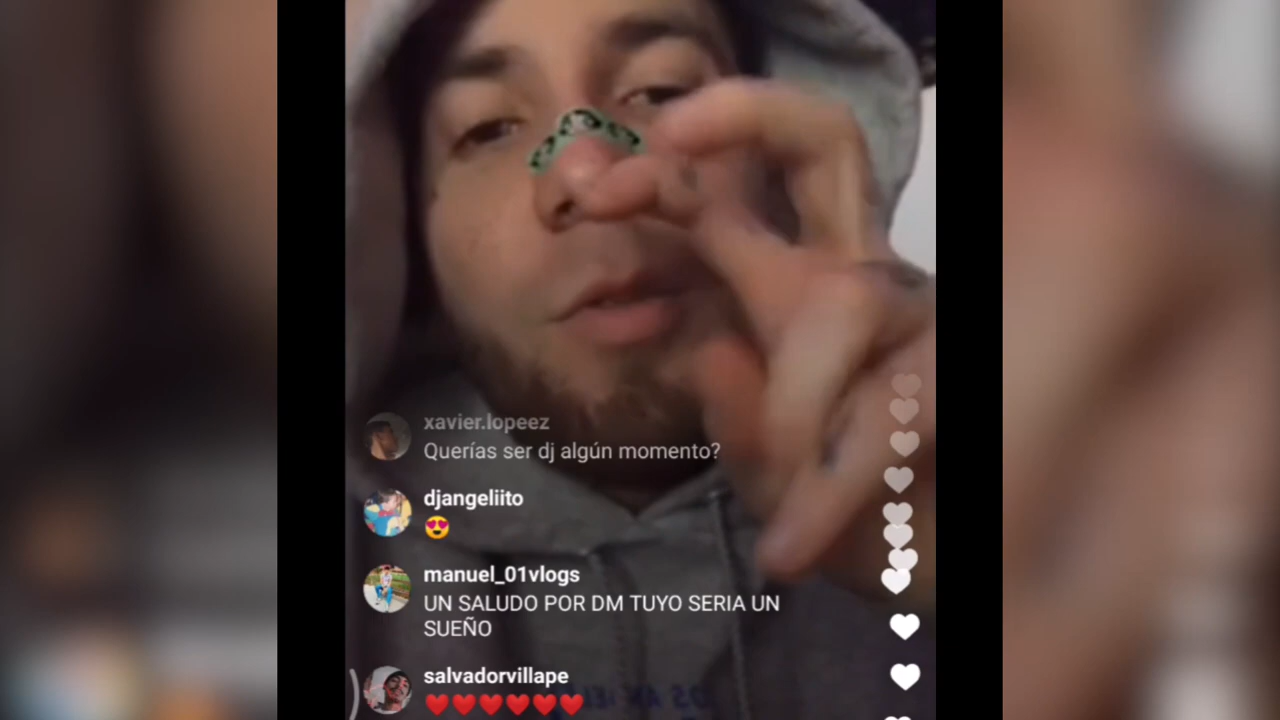 xavier.lopeez
Querías ser dj algún momento?
djangeliito
😍
manuel_01vlogs
UN SALUDO POR DM TUYO SERIA UN
SUEÑO
salvadorvillape
❤️❤️❤️❤️❤️❤️